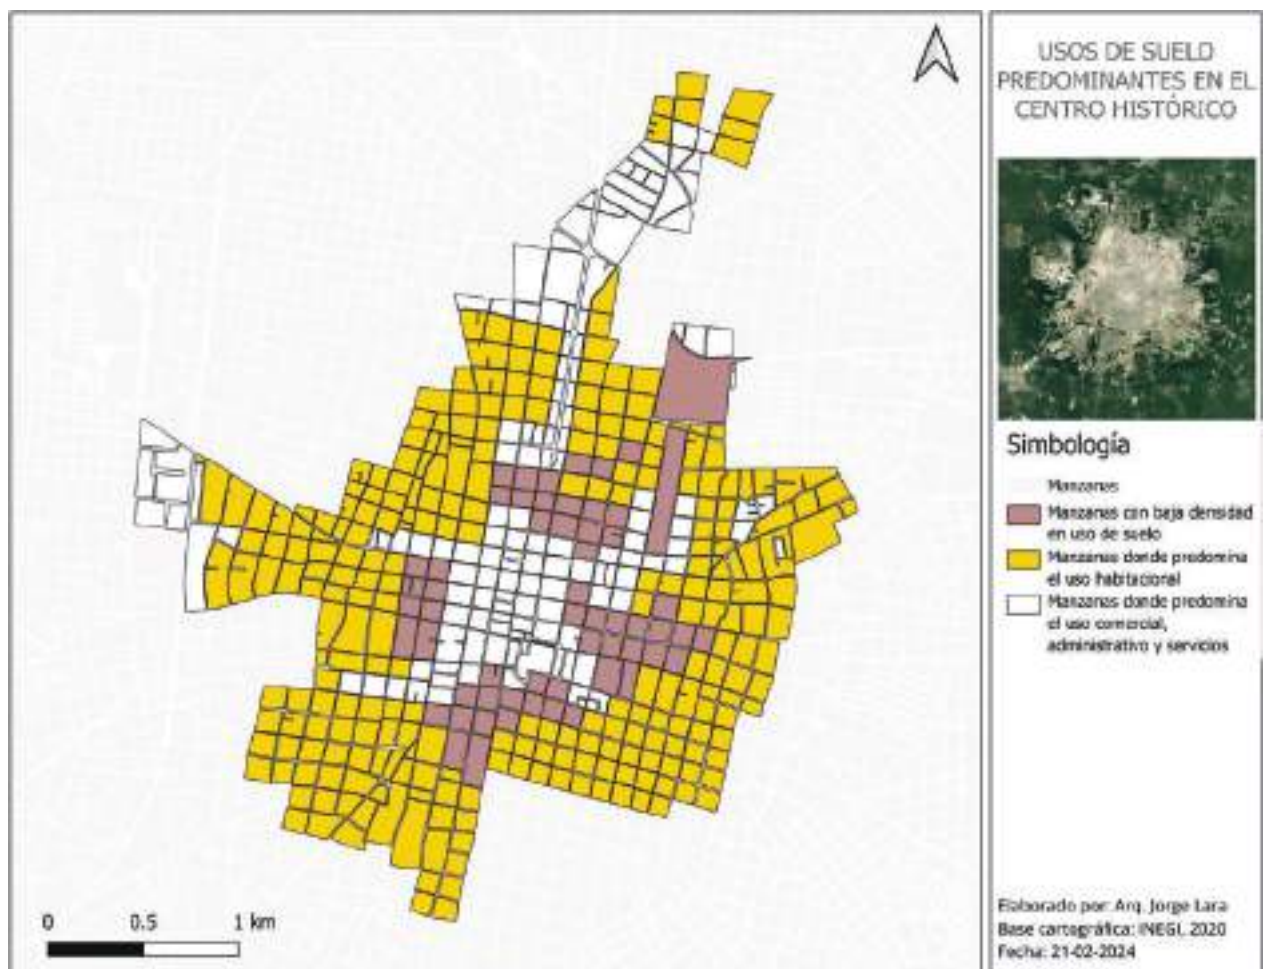 USOS DE SUELO
PREDOMINANTES EN EL
CENTRO HISTÓRICO
Simbología
Manzanas
Manzanas con baja densidad
en uso de suelo
Manzanas donde predomina
el uso habitacional
Manzanas donde predomina
el uso comercial,
administrativo y servicios
0 0.5 1 km
Elaborado por: Arq. Jorge Lara
Base cartográfica: INEGI, 2020
Fecha: 21-02-2024